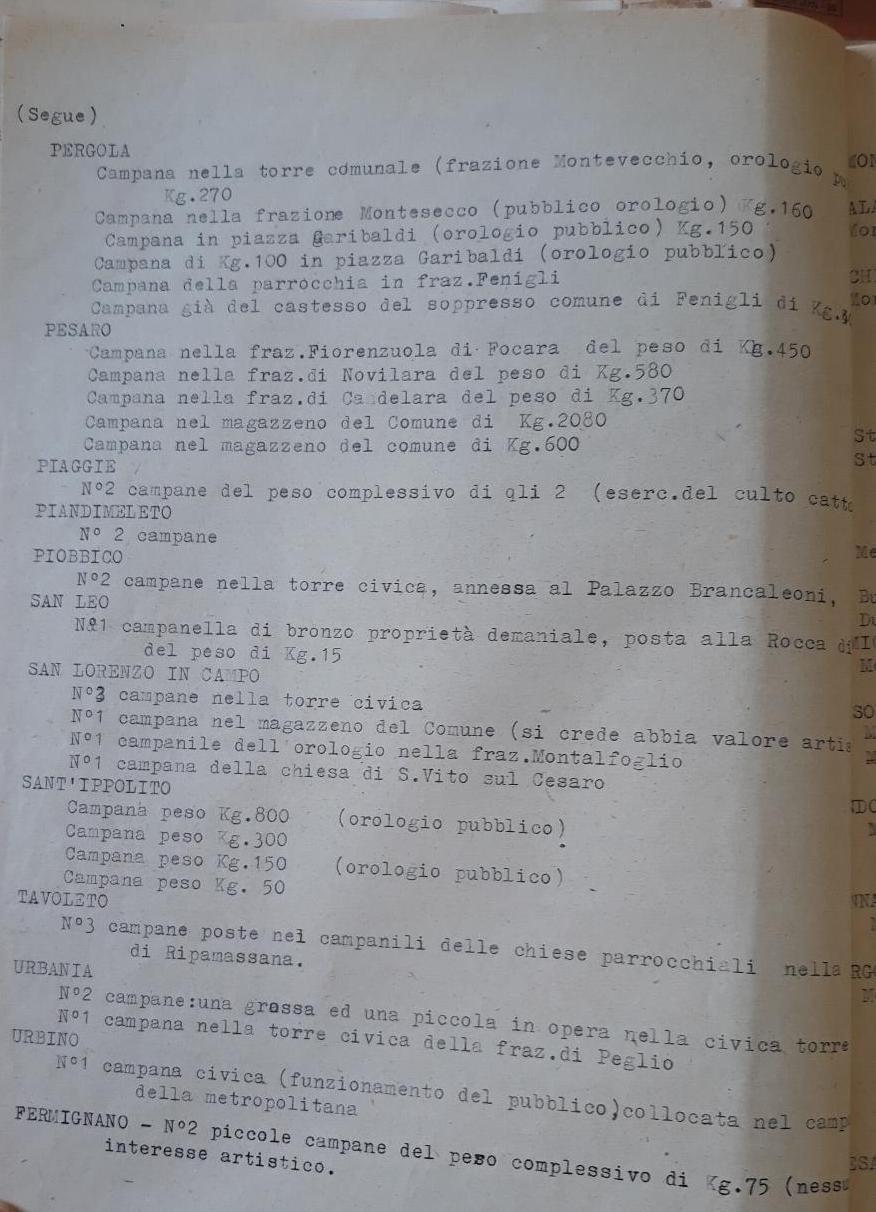 (Segue)
PERGOLA
Campana nella torre comunale (frazione Montevecchio, orologio
Kg.270
Campana nella frazione Montesecco (pubblico orologio) Kg.160
Campana in piazza Garibaldi (orologio pubblico) Kg.150
Campana di Kg.100 in piazza Garibaldi (orologio pubblico)
Campana della parrocchia in fraz.Fenigli
Campana già del castesso del soppresso comune di Fenigli di Kg.
PESARO
Campana nella fraz.Fiorenzuola di Focara del peso di Kg.450
Campana nella fraz.di Novilara del peso di Kg.580
Campana nella fraz.di Candelara del peso di Kg.370
Campana nel magazzeno del Comune di Kg.2080
Campana nel magazzeno del comune di Kg.600
PIAGGIE
N°2 campane del peso complessivo di qli 2 (eserc.del culto catto
PIANDIMELETO
N° 2 campane
PIOBBICO
N°2 campane nella torre civica, annessa al Palazzo Brancaleoni,
SAN LEO
N°1 campanella di bronzo proprietà demaniale, posta alla Rocca di
del peso di Kg.15
SAN LORENZO IN CAMPO
N°3 campane nella torre civica
N°1 campana nel magazzeno del Comune (si crede abbia valore artis
N°1 campanile dell'orologio nella fraz.Montalfoglio
N°1 campana della chiesa di S.Vito sul Cesaro
SANT'IPPOLITO
Campana peso Kg.800 (orologio pubblico)
Campana peso Kg.300
Campana peso Kg.150 (orologio pubblico)
Campana peso Kg. 50
TAVOLETO
N°3 campane poste nei campanili delle chiese parrocchiali nella
di Ripamassana.
URBANIA
N°2 campane:una grossa ed una piccola in opera nella civica torre
N°1 campana nella torre civica della fraz.di Peglio
URBINO
N°1 campana civica (funzionamento del pubblico)collocata nel camp
della metropolitana
FERMIGNANO - N°2 piccole campane del peso complessivo di Kg.75 (nessu
interesse artistico.